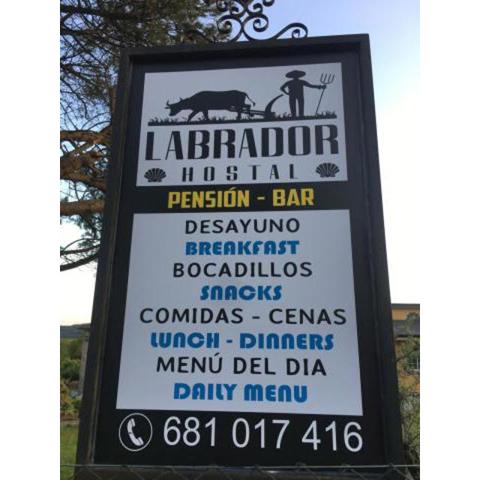 LABRADOR
HOSTAL
PENSIÓN - BAR
DESAYUNO
BREAKFAST
BOCADILLOS
SNACKS
COMIDAS - CENAS
LUNCH - DINNERS
MENÚ DEL DIA
DAILY MENU
681 017 416